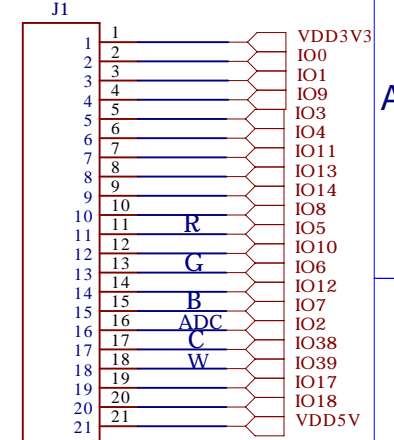 J1
1 1 VDD3V3
2 2 IO0
3 3 IO1
4 4 IO9
5 5 IO3
6 6 IO4
7 7 IO11
8 8 IO13
9 9 IO14
10 10 IO8
11 11 R IO5
12 12 IO10
13 13 G IO6
14 14 IO12
15 15 B IO7
16 16 ADC IO2
17 17 C IO38
18 18 W IO39
19 19 IO17
20 20 IO18
21 21 VDD5V